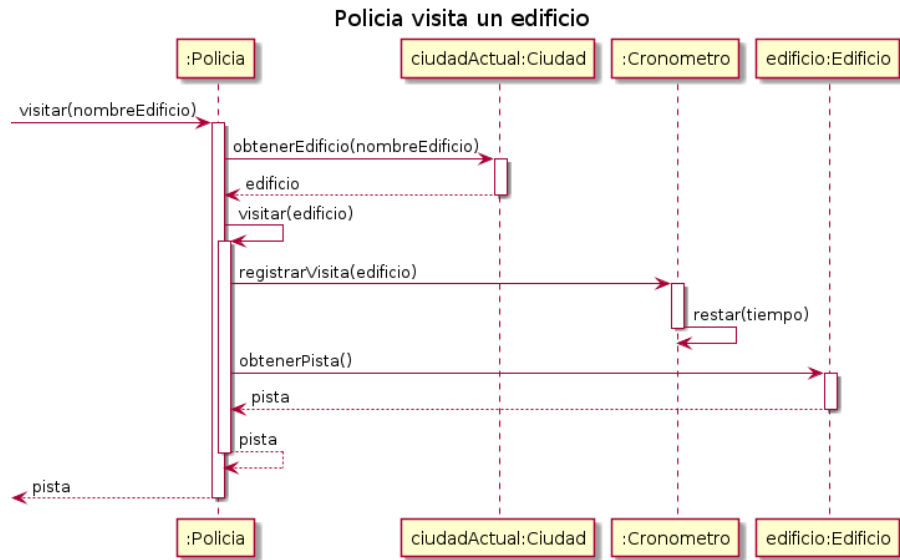 Policia visita un edificio
:Policia
ciudadActual:Ciudad
:Cronometro
edificio:Edificio
visitar(nombreEdificio)
obtenerEdificio(nombreEdificio)
edificio
visitar(edificio)
registrarVisita(edificio)
restar(tiempo)
obtenerPista()
pista
pista
pista
:Policia
ciudadActual:Ciudad
:Cronometro
edificio:Edificio